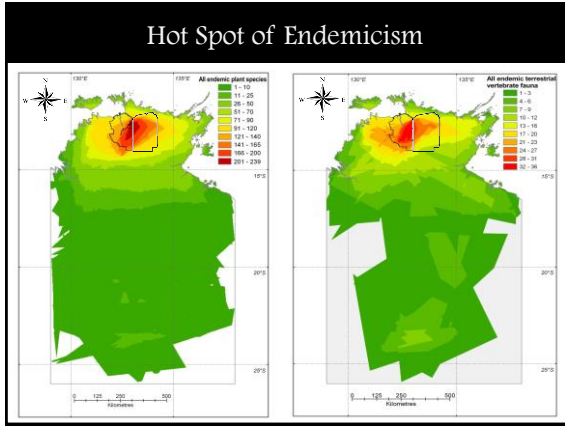 Hot Spot of Endemicism
130°E
135°E
All endemic plant species
1 - 10
11 - 25
26 - 50
51 - 70
71 - 90
91 - 120
121 - 140
141 - 165
166 - 200
201 - 239
N
W E
S
15°S
20°S
25°S
0 125 250 500
Kilometres
130°E
135°E
All endemic terrestrial
vertebrate fauna
1 - 3
4 - 6
7 - 9
10 - 12
13 - 16
17 - 20
21 - 23
24 - 27
28 - 31
32 - 36
N
W E
S
15°S
20°S
25°S
0 125 250 500
Kilometres